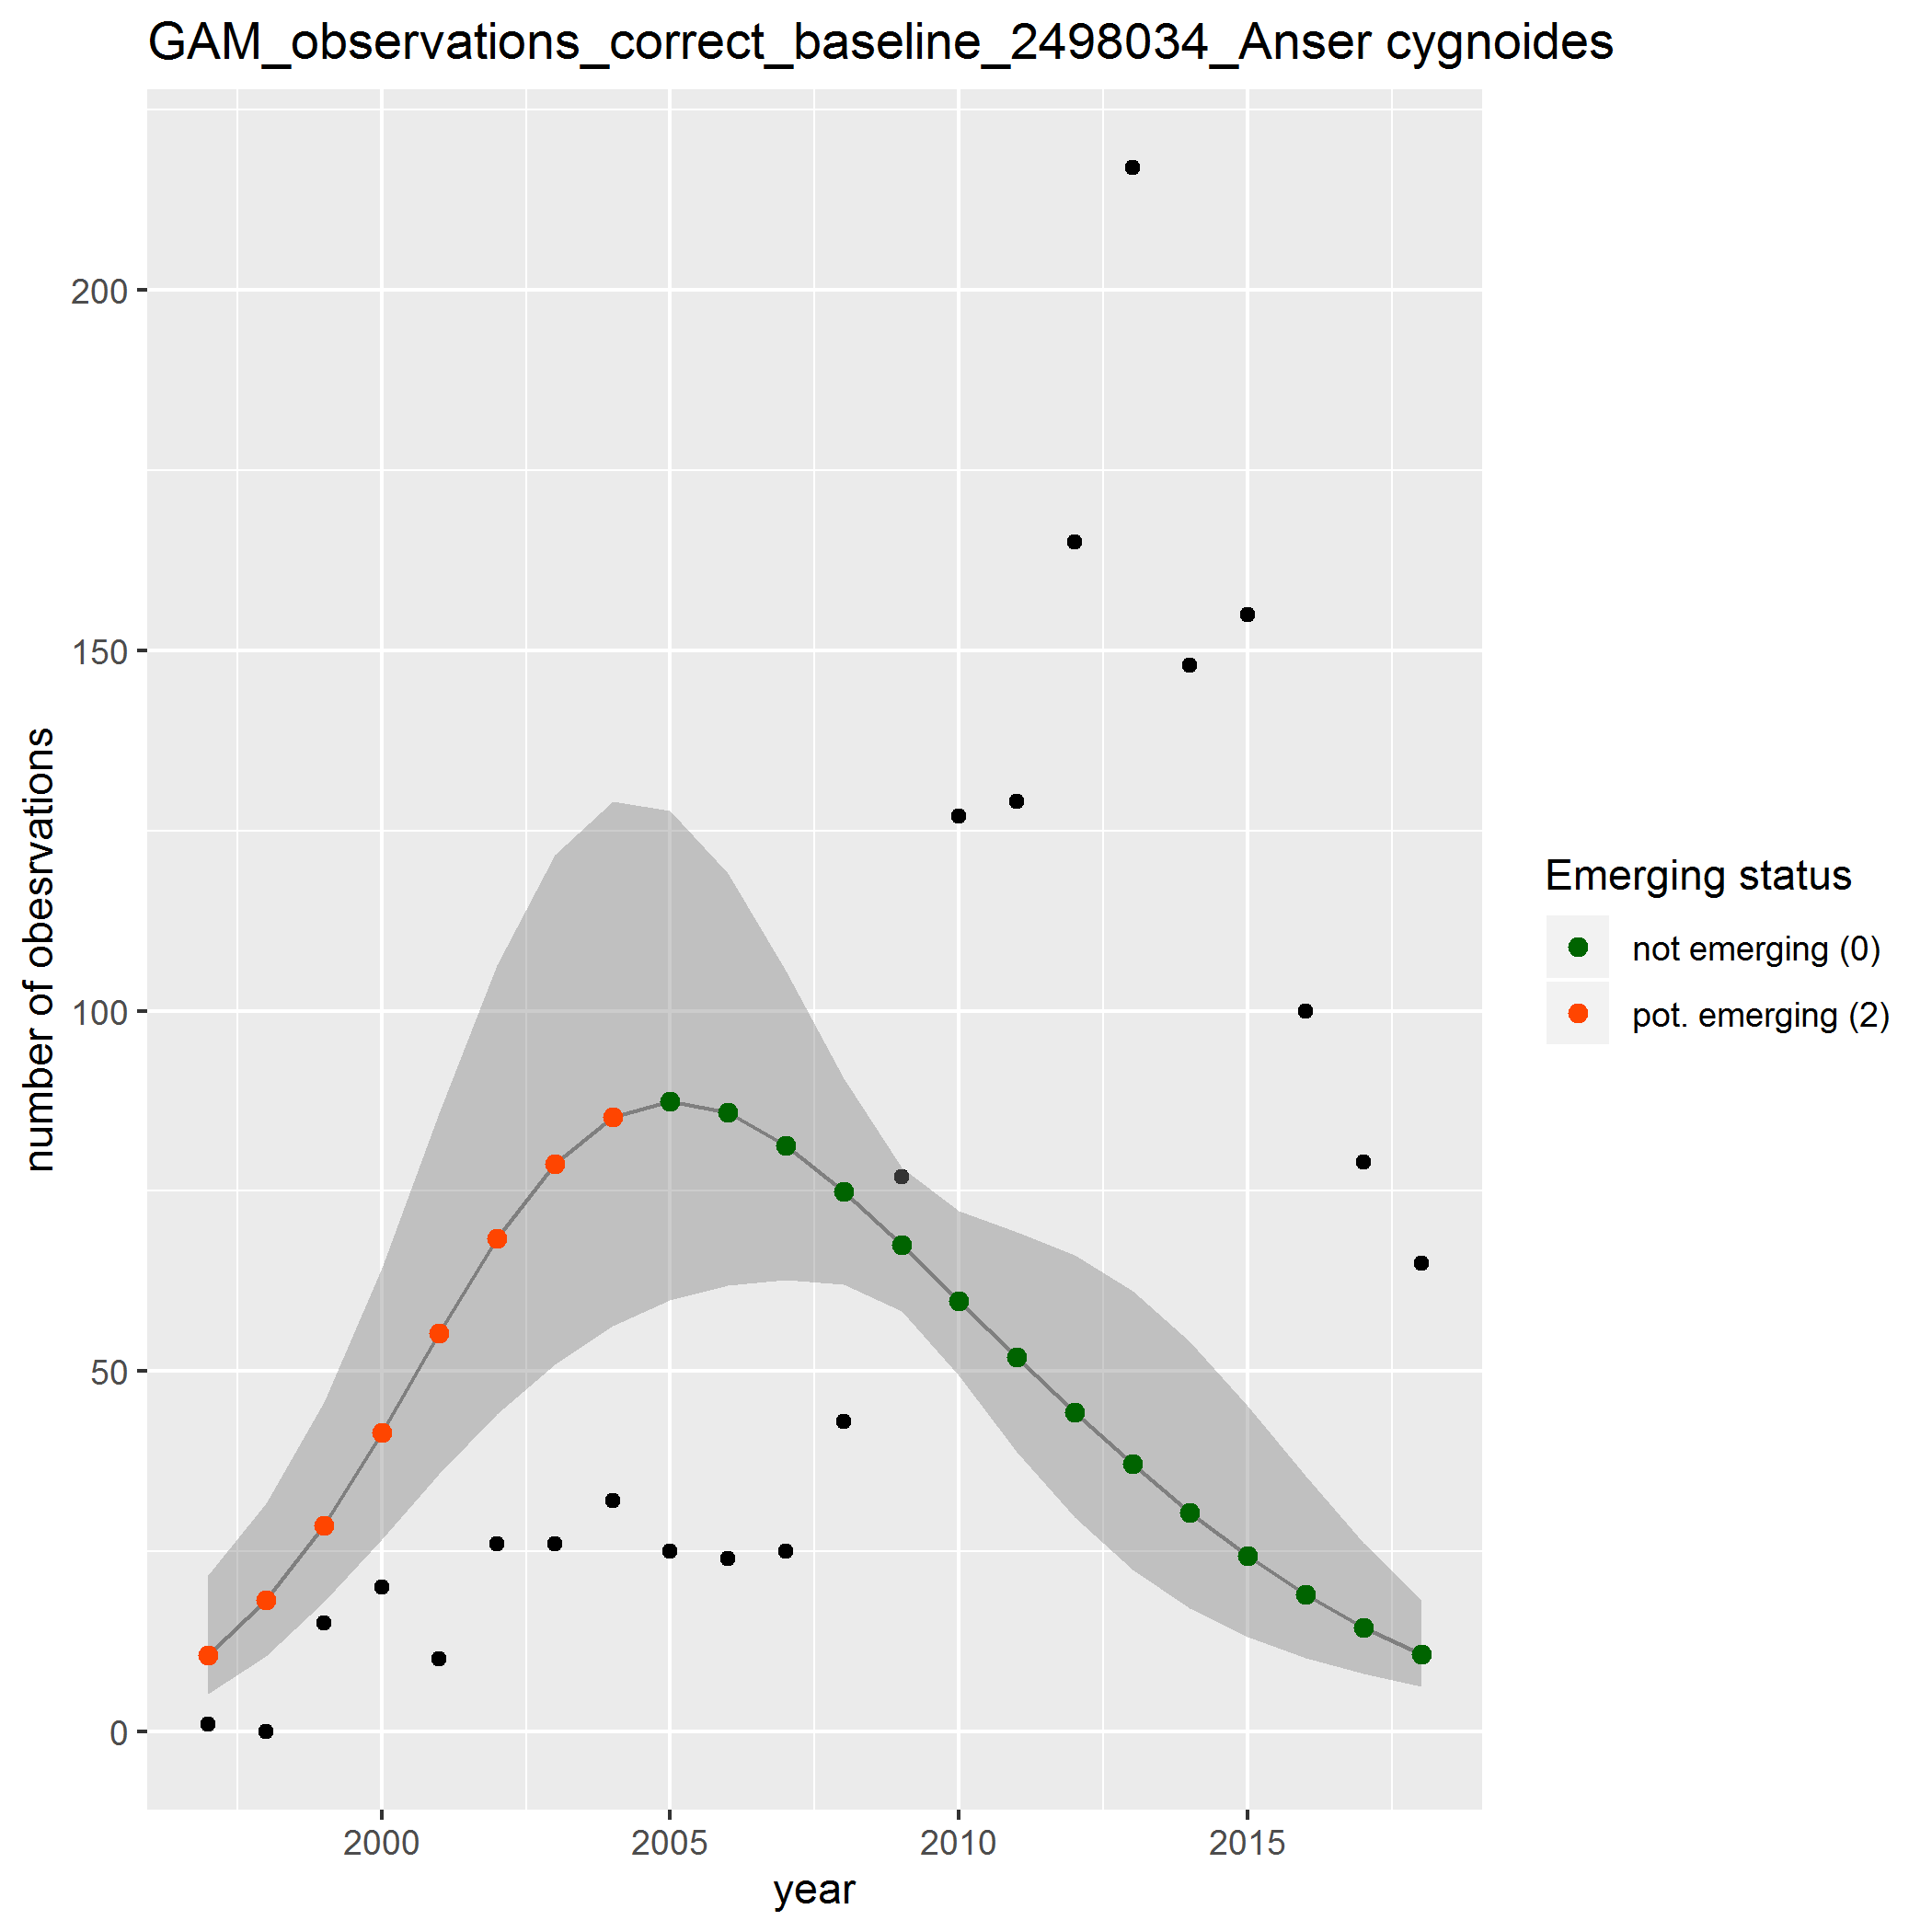 GAM_observations_correct_baseline_2498034_Anser cygnoides
200
150
100
50
0
number of obesrvations
2000
2005
2010
2015
year
Emerging status
not emerging (0)
pot. emerging (2)